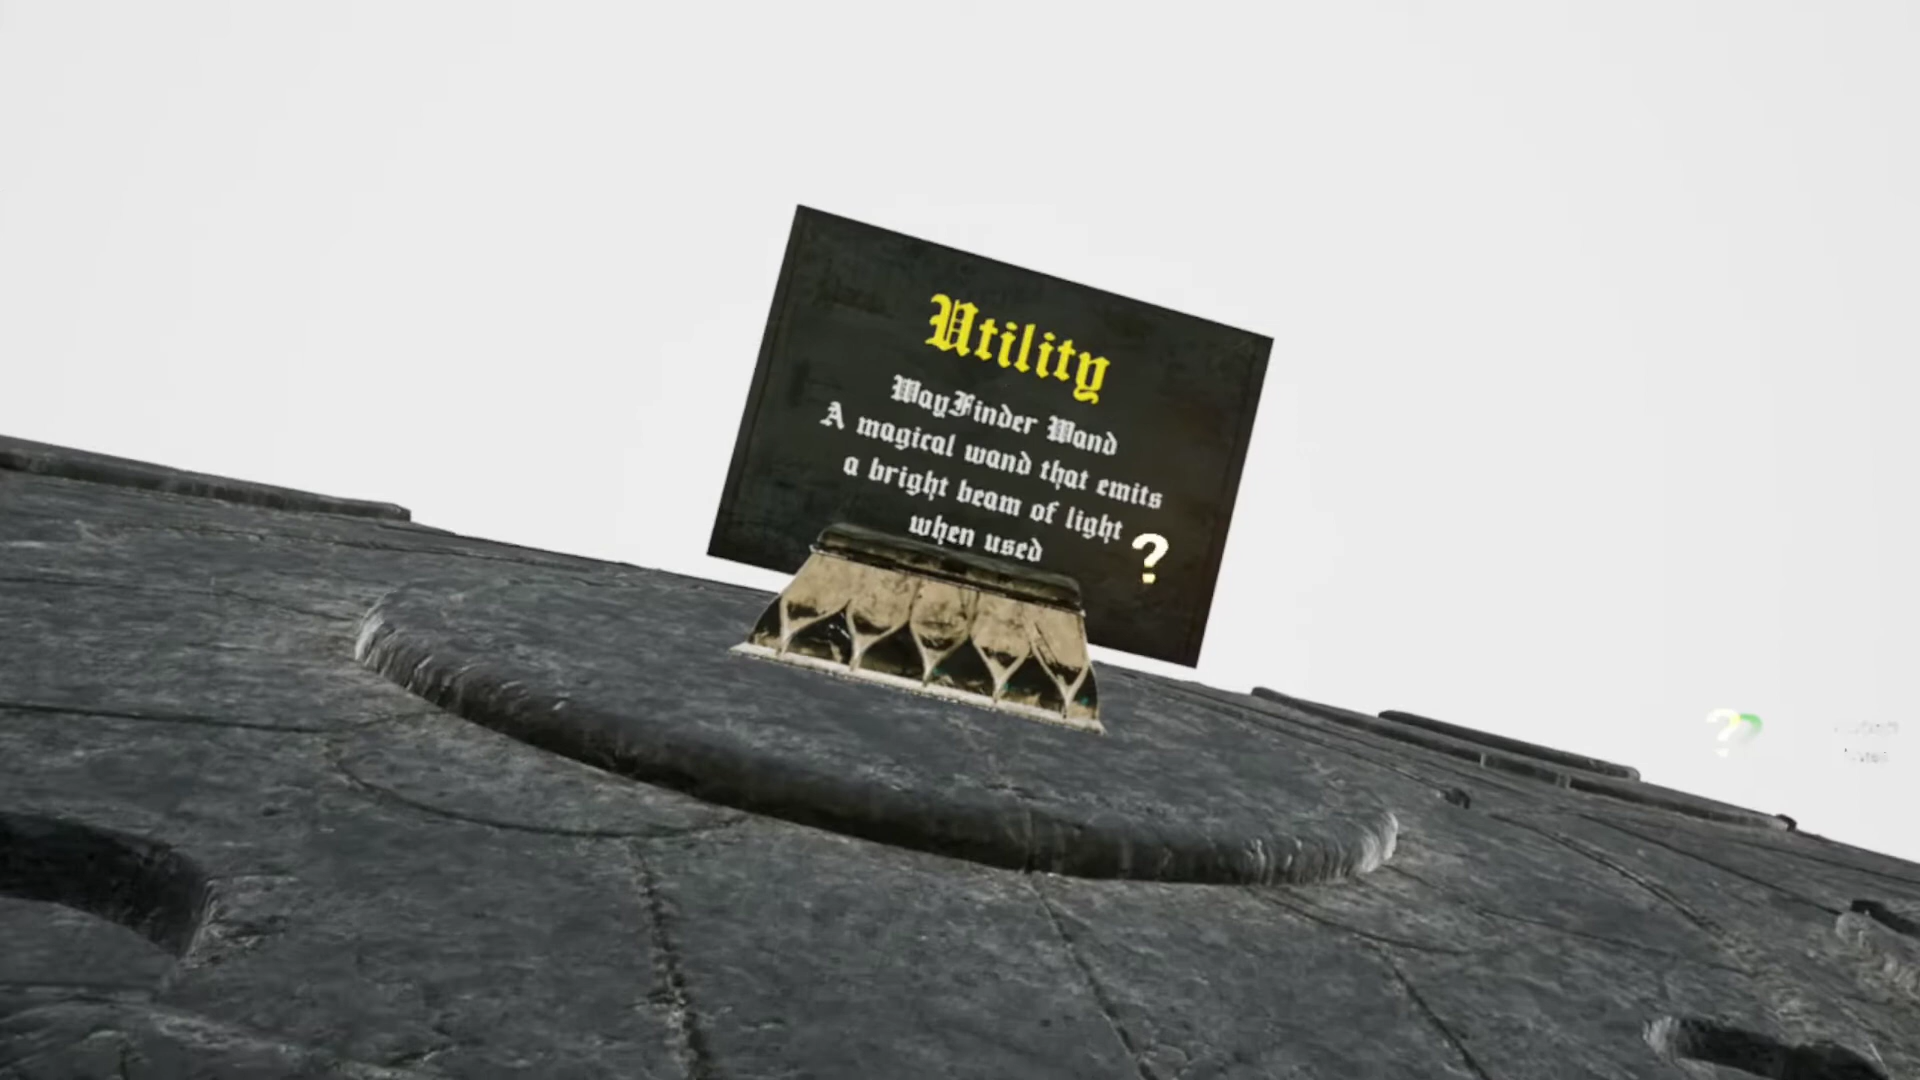 Utility
WayFinder Wand
A magical wand that emits
a bright beam of light
when used
?
?